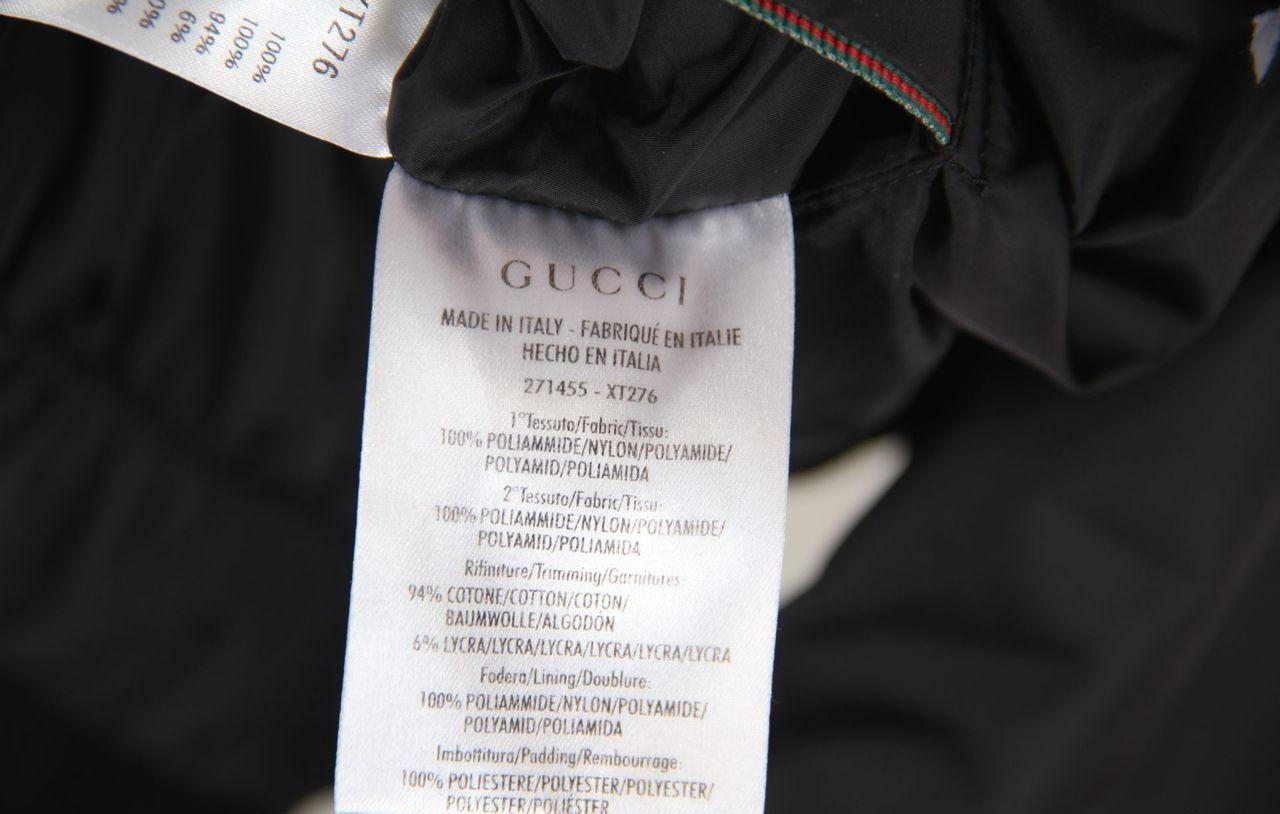 XT276
100%
100%
94%
6%
GUCCI
MADE IN ITALY - FABRIQUÉ EN ITALIE
HECHO EN ITALIA
271455 - XT276
1°Tessuto/Fabric/Tissu:
100% POLIAMMIDE/NYLON/POLYAMIDE/
POLYAMID/POLIAMIDA
2°Tessuto/Fabric/Tissu:
100% POLIAMMIDE/NYLON/POLYAMIDE/
POLYAMID/POLIAMIDA
Rifiniture/Trimming/Garnitures:
94% COTONE/COTTON/COTON/
BAUMWOLLE/ALGODÓN
6% LYCRA/LYCRA/LYCRA/LYCRA/LYCRA/LYCRA
Fodera/Lining/Doublure:
100% POLIAMMIDE/NYLON/POLYAMIDE/
POLYAMID/POLIAMIDA
Imbottitura/Padding/Rembourrage:
100% POLIESTERE/POLYESTER/POLYESTER/
POLYESTER/POLIÉSTER